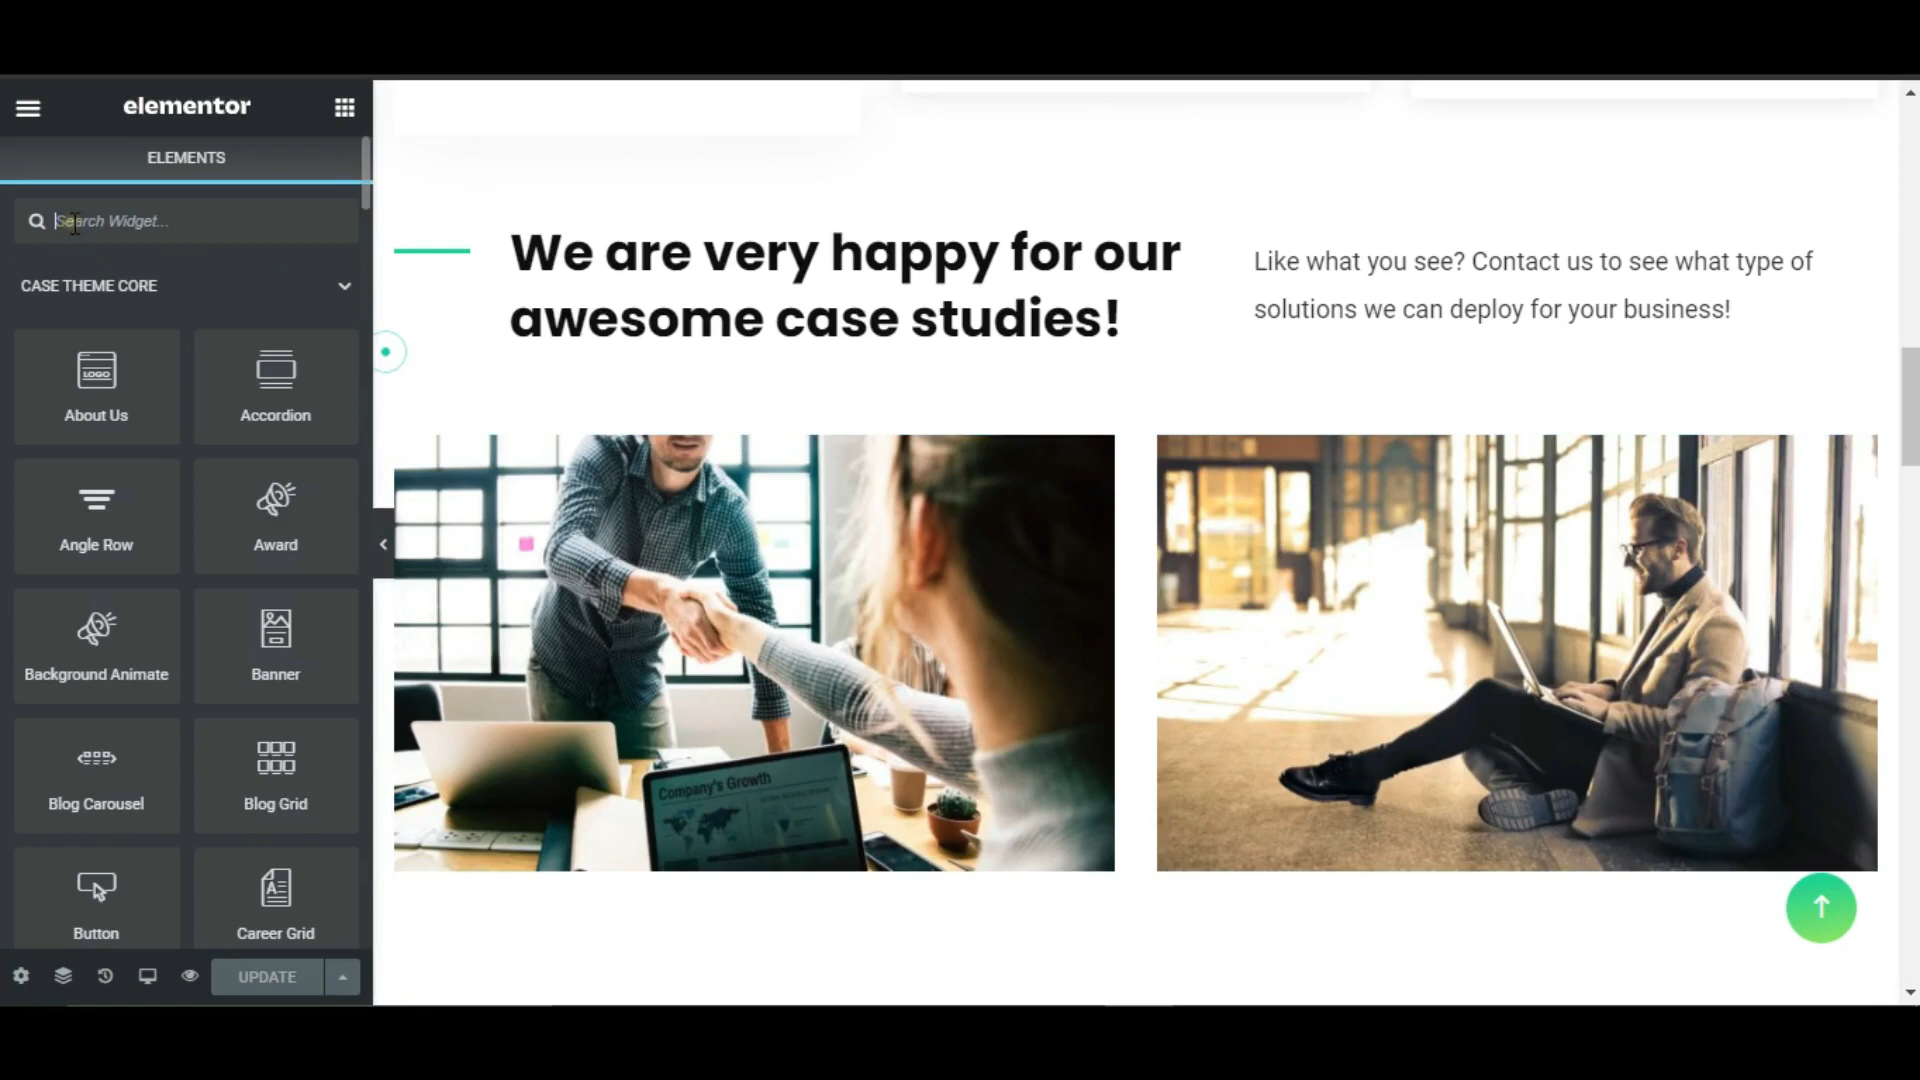 elementor
ELEMENTS
Search Widget...
CASE THEME CORE
LOGO
About Us
Accordion
Angle Row
Award
Background Animate
Banner
Blog Carousel
Blog Grid
Button
Career Grid
UPDATE
We are very happy for our
awesome case studies!
Like what you see? Contact us to see what type of
solutions we can deploy for your business!
Company's Growth